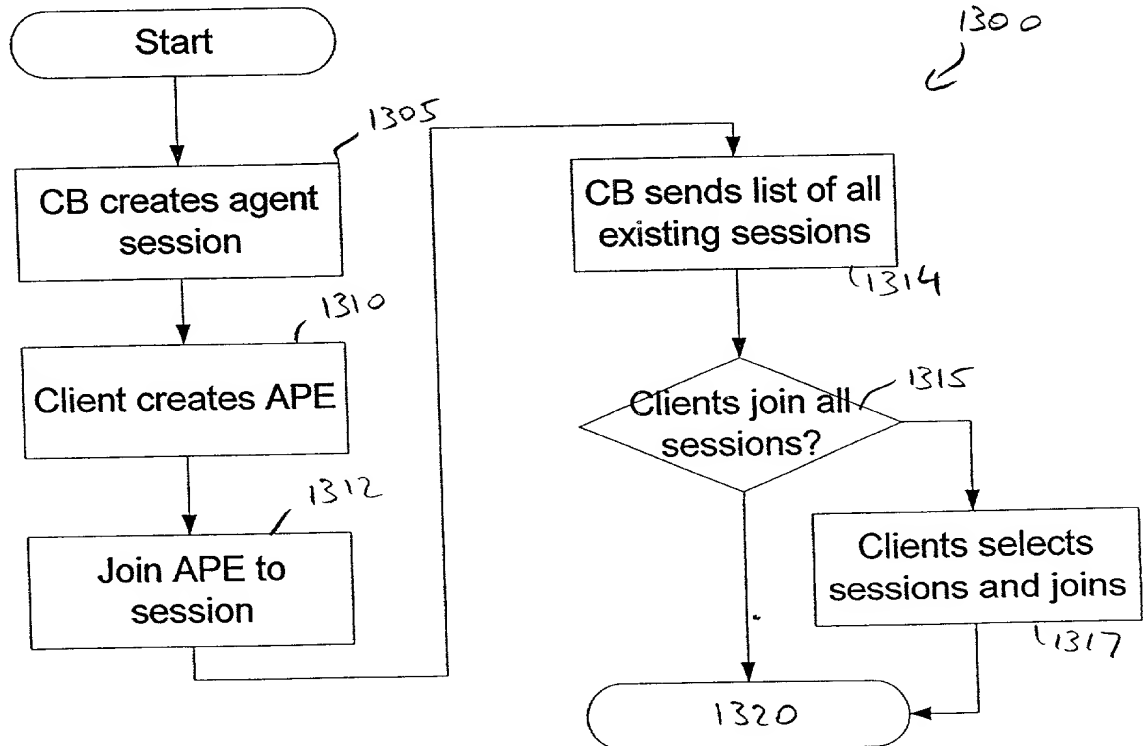 Start
1300
1305
CB creates agent
session
1310
Client creates APE
1312
Join APE to
session
CB sends list of all
existing sessions
1314
1315
Clients join all
sessions?
Clients selects
sessions and joins
1317
1320